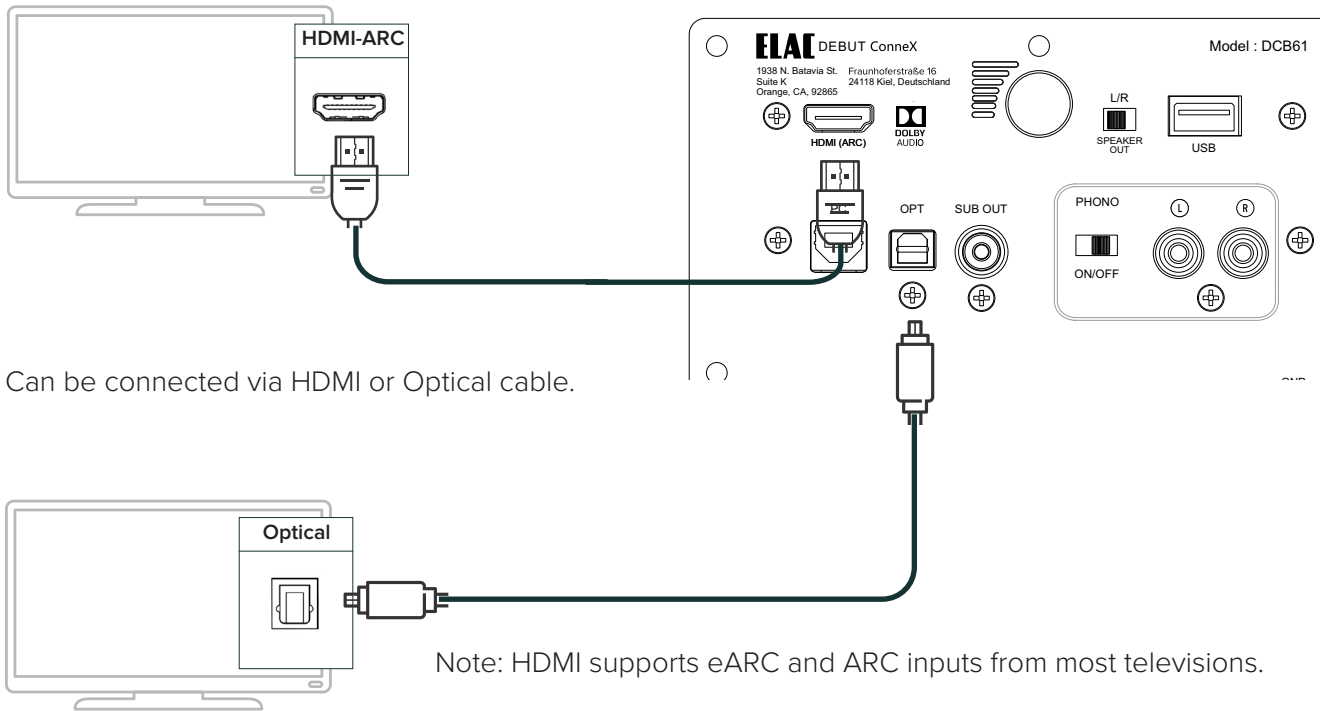 HDMI-ARC
ELAC DEBUT ConneX
Model : DCB61
1938 N. Batavia St. Fraunhoferstraße 16
Suite K 24118 Kiel, Deutschland
Orange, CA, 92865
HDMI (ARC)
DOLBY
AUDIO
L/R
SPEAKER
OUT
USB
PC
OPT
SUB OUT
PHONO
L
R
ON/OFF
Can be connected via HDMI or Optical cable.
Optical
Note: HDMI supports eARC and ARC inputs from most televisions.